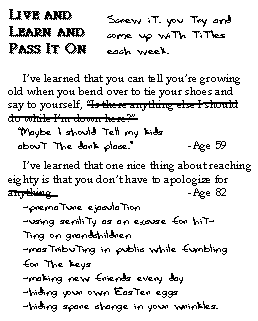 LIVE AND
LEARN AND
PASS IT ON
Screw it. you try and
come up with titles
each week.
I've learned that you can tell you're growing
old when you bend over to tie your shoes and
say to yourself, "Is there anything else I should
do while I'm down here?"
"Maybe I should tell my kids
about the dark place."
-Age 59
I've learned that one nice thing about reaching
eighty is that you don't have to apologize for
anything.
-Age 82
-premature ejaculation
-using senility as an excuse for hit-
ting on grandchildren
-mastributing in public while fumbling
for the keys
-making new friends every day
-hiding your own Easter eggs
-hiding spare change in your wrinkles.